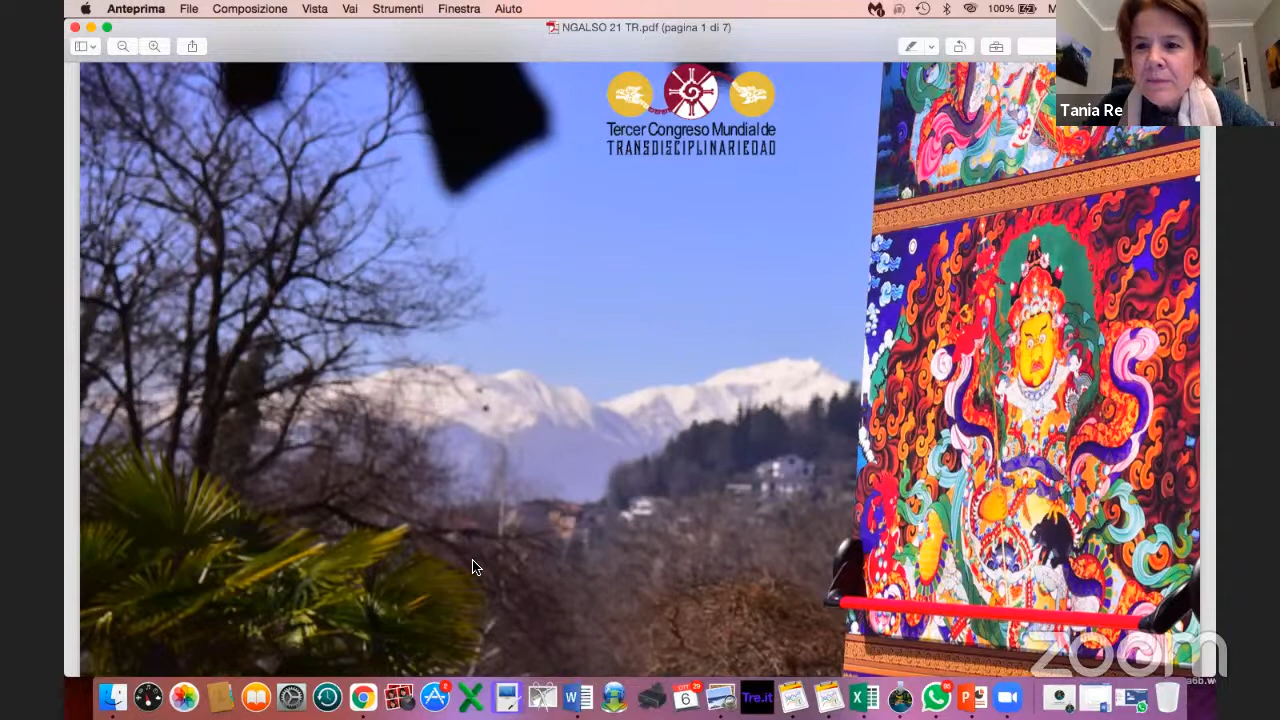 Anteprima File Composizione Vista Vai Strumenti Finestra Aiuto
100%
NGALSO 21 TR.pdf (pagina 1 di 7)
Tania Re
Tercer Congreso Mundial de
TRANSDISCIPLINARIEDAD
zoom
Tre.it